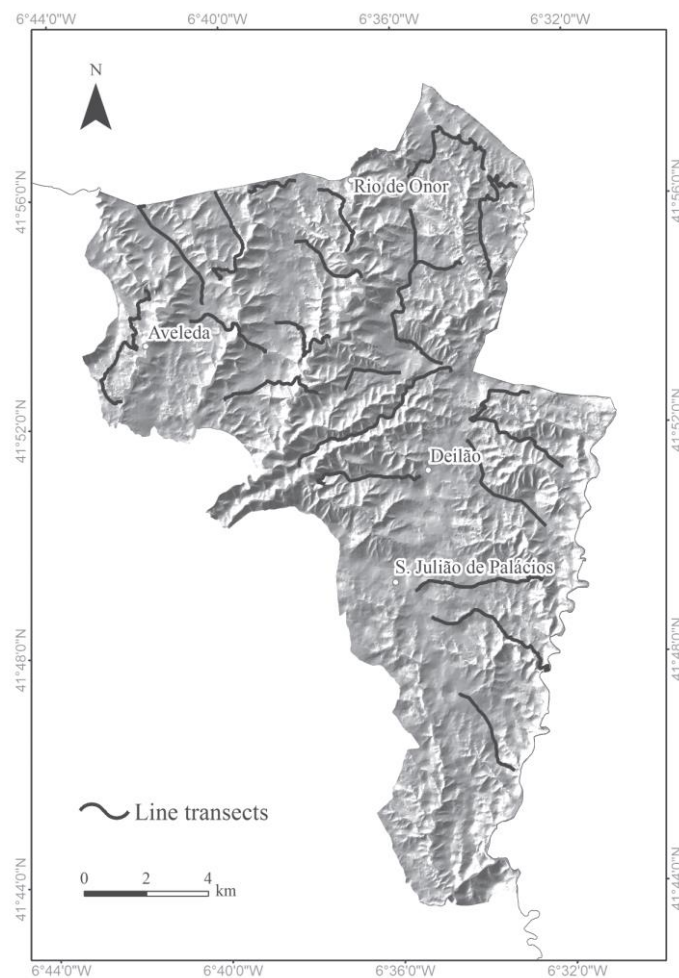 6°44'0"W 6°40'0"W 6°36'0"W 6°32'0"W
N
Rio de Onor
41°56'0"N 41°56'0"N
Aveleda
41°52'0"N 41°52'0"N
Deilão
S. Julião de Palácios
41°48'0"N 41°48'0"N
Line transects
0 2 4
km
41°44'0"N 41°44'0"N
6°44'0"W 6°40'0"W 6°36'0"W 6°32'0"W